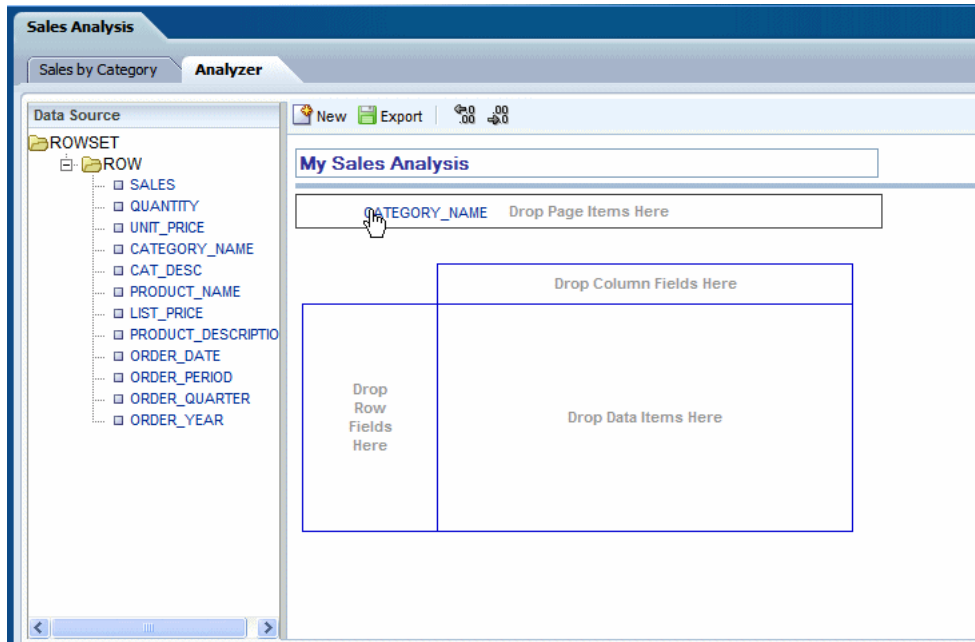 Sales Analysis
Sales by Category
Analyzer
Data Source
ROWSET
ROW
SALES
QUANTITY
UNIT_PRICE
CATEGORY_NAME
CAT_DESC
PRODUCT_NAME
LIST_PRICE
PRODUCT_DESCRIPTIO
ORDER_DATE
ORDER_PERIOD
ORDER_QUARTER
ORDER_YEAR
New Export
My Sales Analysis
CATEGORY_NAME Drop Page Items Here
Drop Column Fields Here
Drop
Row
Fields
Here
Drop Data Items Here